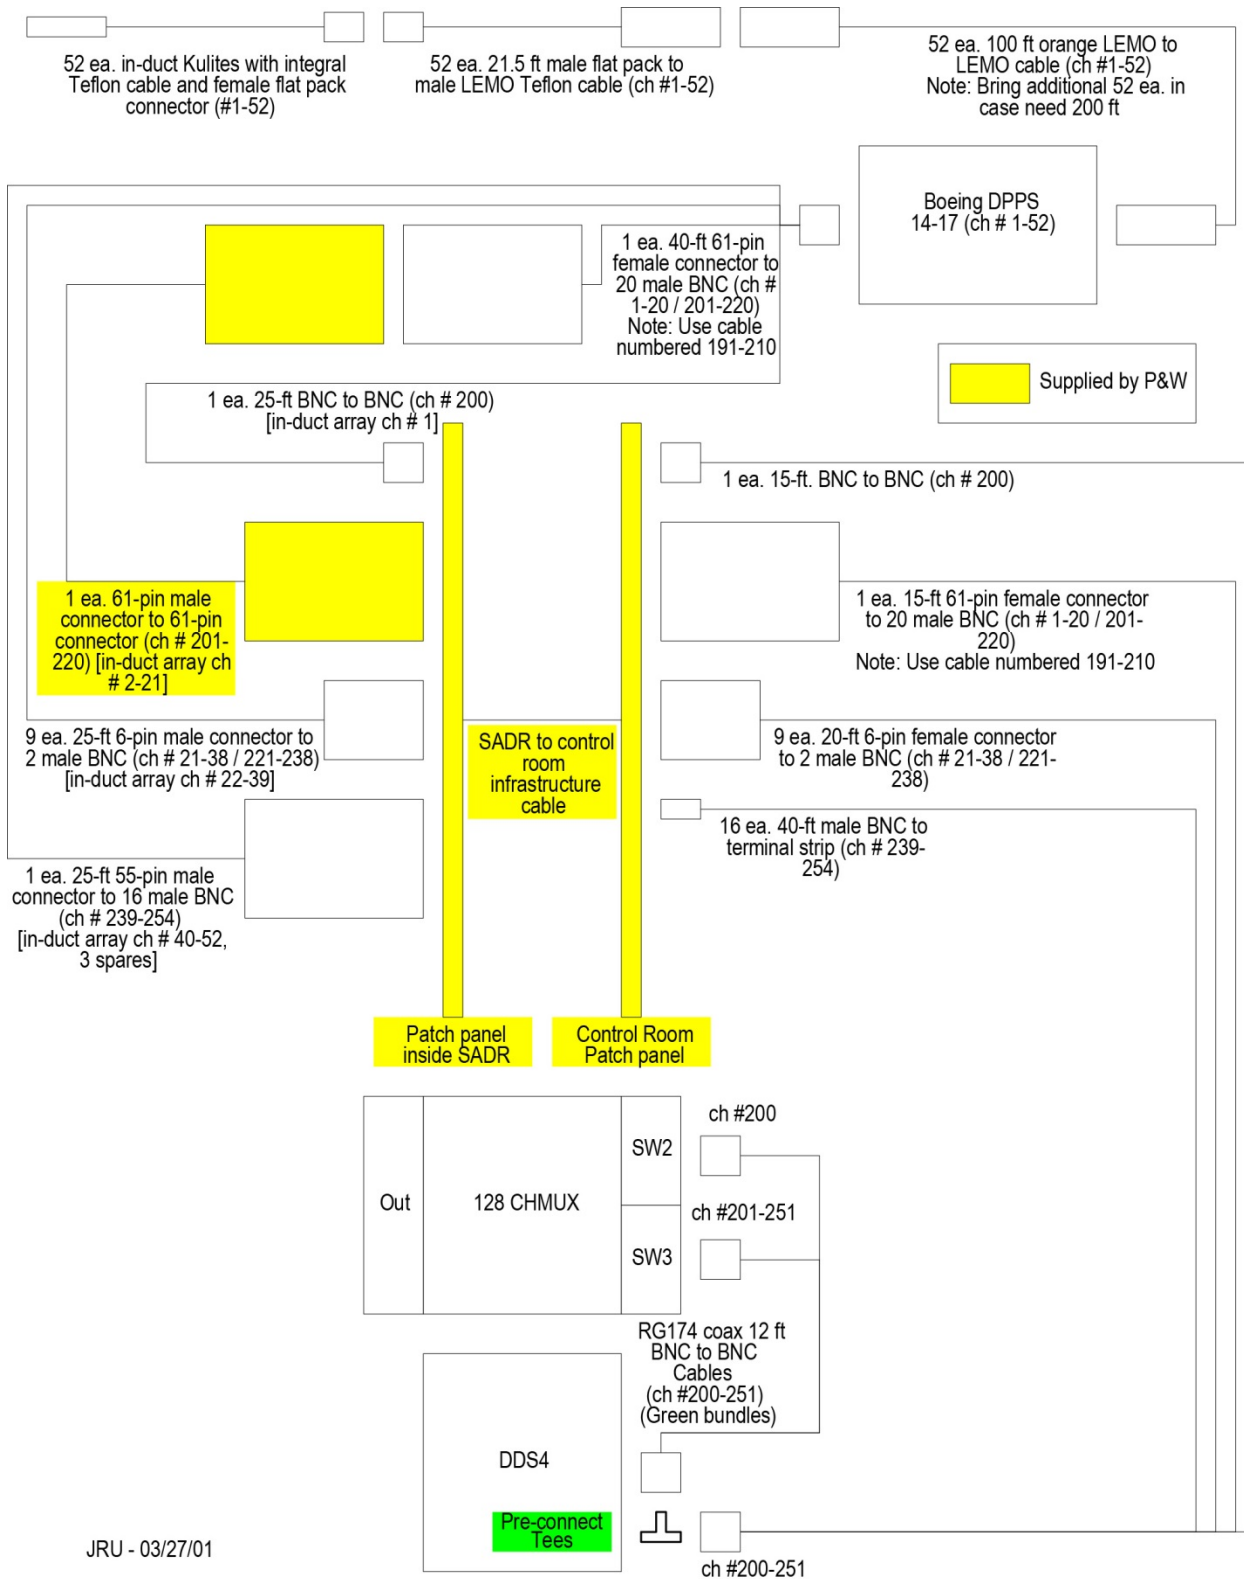 52 ea. in-duct Kulites with integral
Teflon cable and female flat pack
connector (#1-52)
52 ea. 21.5 ft male flat pack to
male LEMO Teflon cable (ch #1-52)
52 ea. 100 ft orange LEMO to
LEMO cable (ch #1-52)
Note: Bring additional 52 ea. in
case need 200 ft
Boeing DPPS
14-17 (ch # 1-52)
1 ea. 40-ft 61-pin
female connector to
20 male BNC (ch #
1-20 / 201-220)
Note: Use cable
numbered 191-210
Supplied by P&W
1 ea. 25-ft BNC to BNC (ch # 200)
[in-duct array ch # 1]
1 ea. 15-ft. BNC to BNC (ch # 200)
1 ea. 61-pin male
connector to 61-pin
connector (ch # 201-
220) [in-duct array ch
# 2-21]
1 ea. 15-ft 61-pin female connector
to 20 male BNC (ch # 1-20 / 201-
220)
Note: Use cable numbered 191-210
9 ea. 25-ft 6-pin male connector to
2 male BNC (ch # 21-38 / 221-238)
[in-duct array ch # 22-39]
SADR to control
room
infrastructure
cable
9 ea. 20-ft 6-pin female connector
to 2 male BNC (ch # 21-38 / 221-
238)
16 ea. 40-ft male BNC to
terminal strip (ch # 239-
254)
1 ea. 25-ft 55-pin male
connector to 16 male BNC
(ch # 239-254)
[in-duct array ch # 40-52,
3 spares]
Patch panel
inside SADR
Control Room
Patch panel
ch #200
SW2
Out
128 CHMUX
ch #201-251
SW3
RG174 coax 12 ft
BNC to BNC
Cables
(ch #200-251)
(Green bundles)
DDS4
Pre-connect
Tees
ch #200-251
JRU - 03/27/01